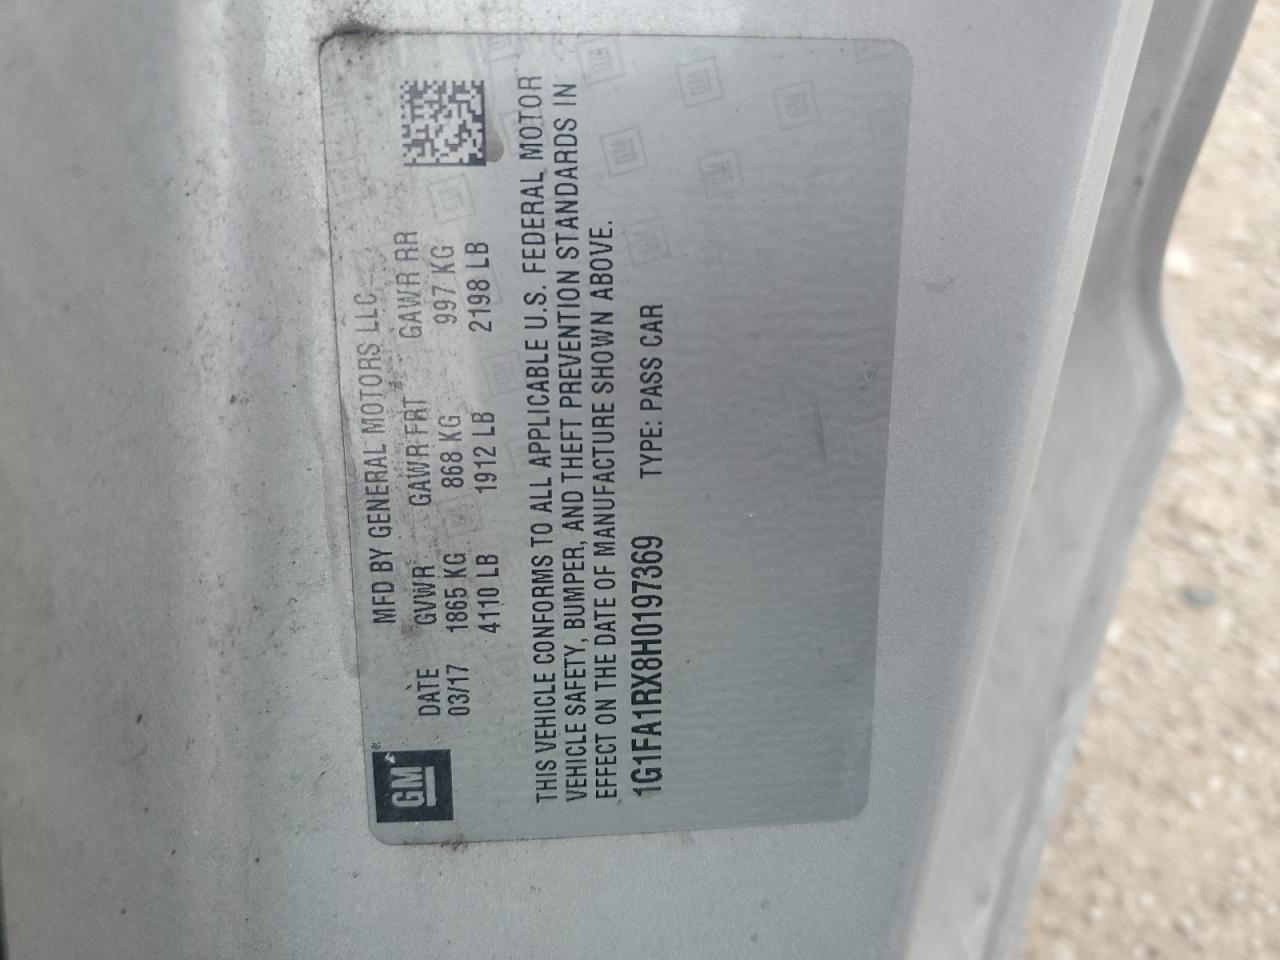 GM
MFD BY GENERAL MOTORS LLC
DATE GVWR GAWR FRT GAWR RR
03/17 1865 KG 868 KG 997 KG
4110 LB 1912 LB 2198 LB
THIS VEHICLE CONFORMS TO ALL APPLICABLE U.S. FEDERAL MOTOR
VEHICLE SAFETY, BUMPER, AND THEFT PREVENTION STANDARDS IN
EFFECT ON THE DATE OF MANUFACTURE SHOWN ABOVE.
1G1FA1RX8H0197369 TYPE: PASS CAR